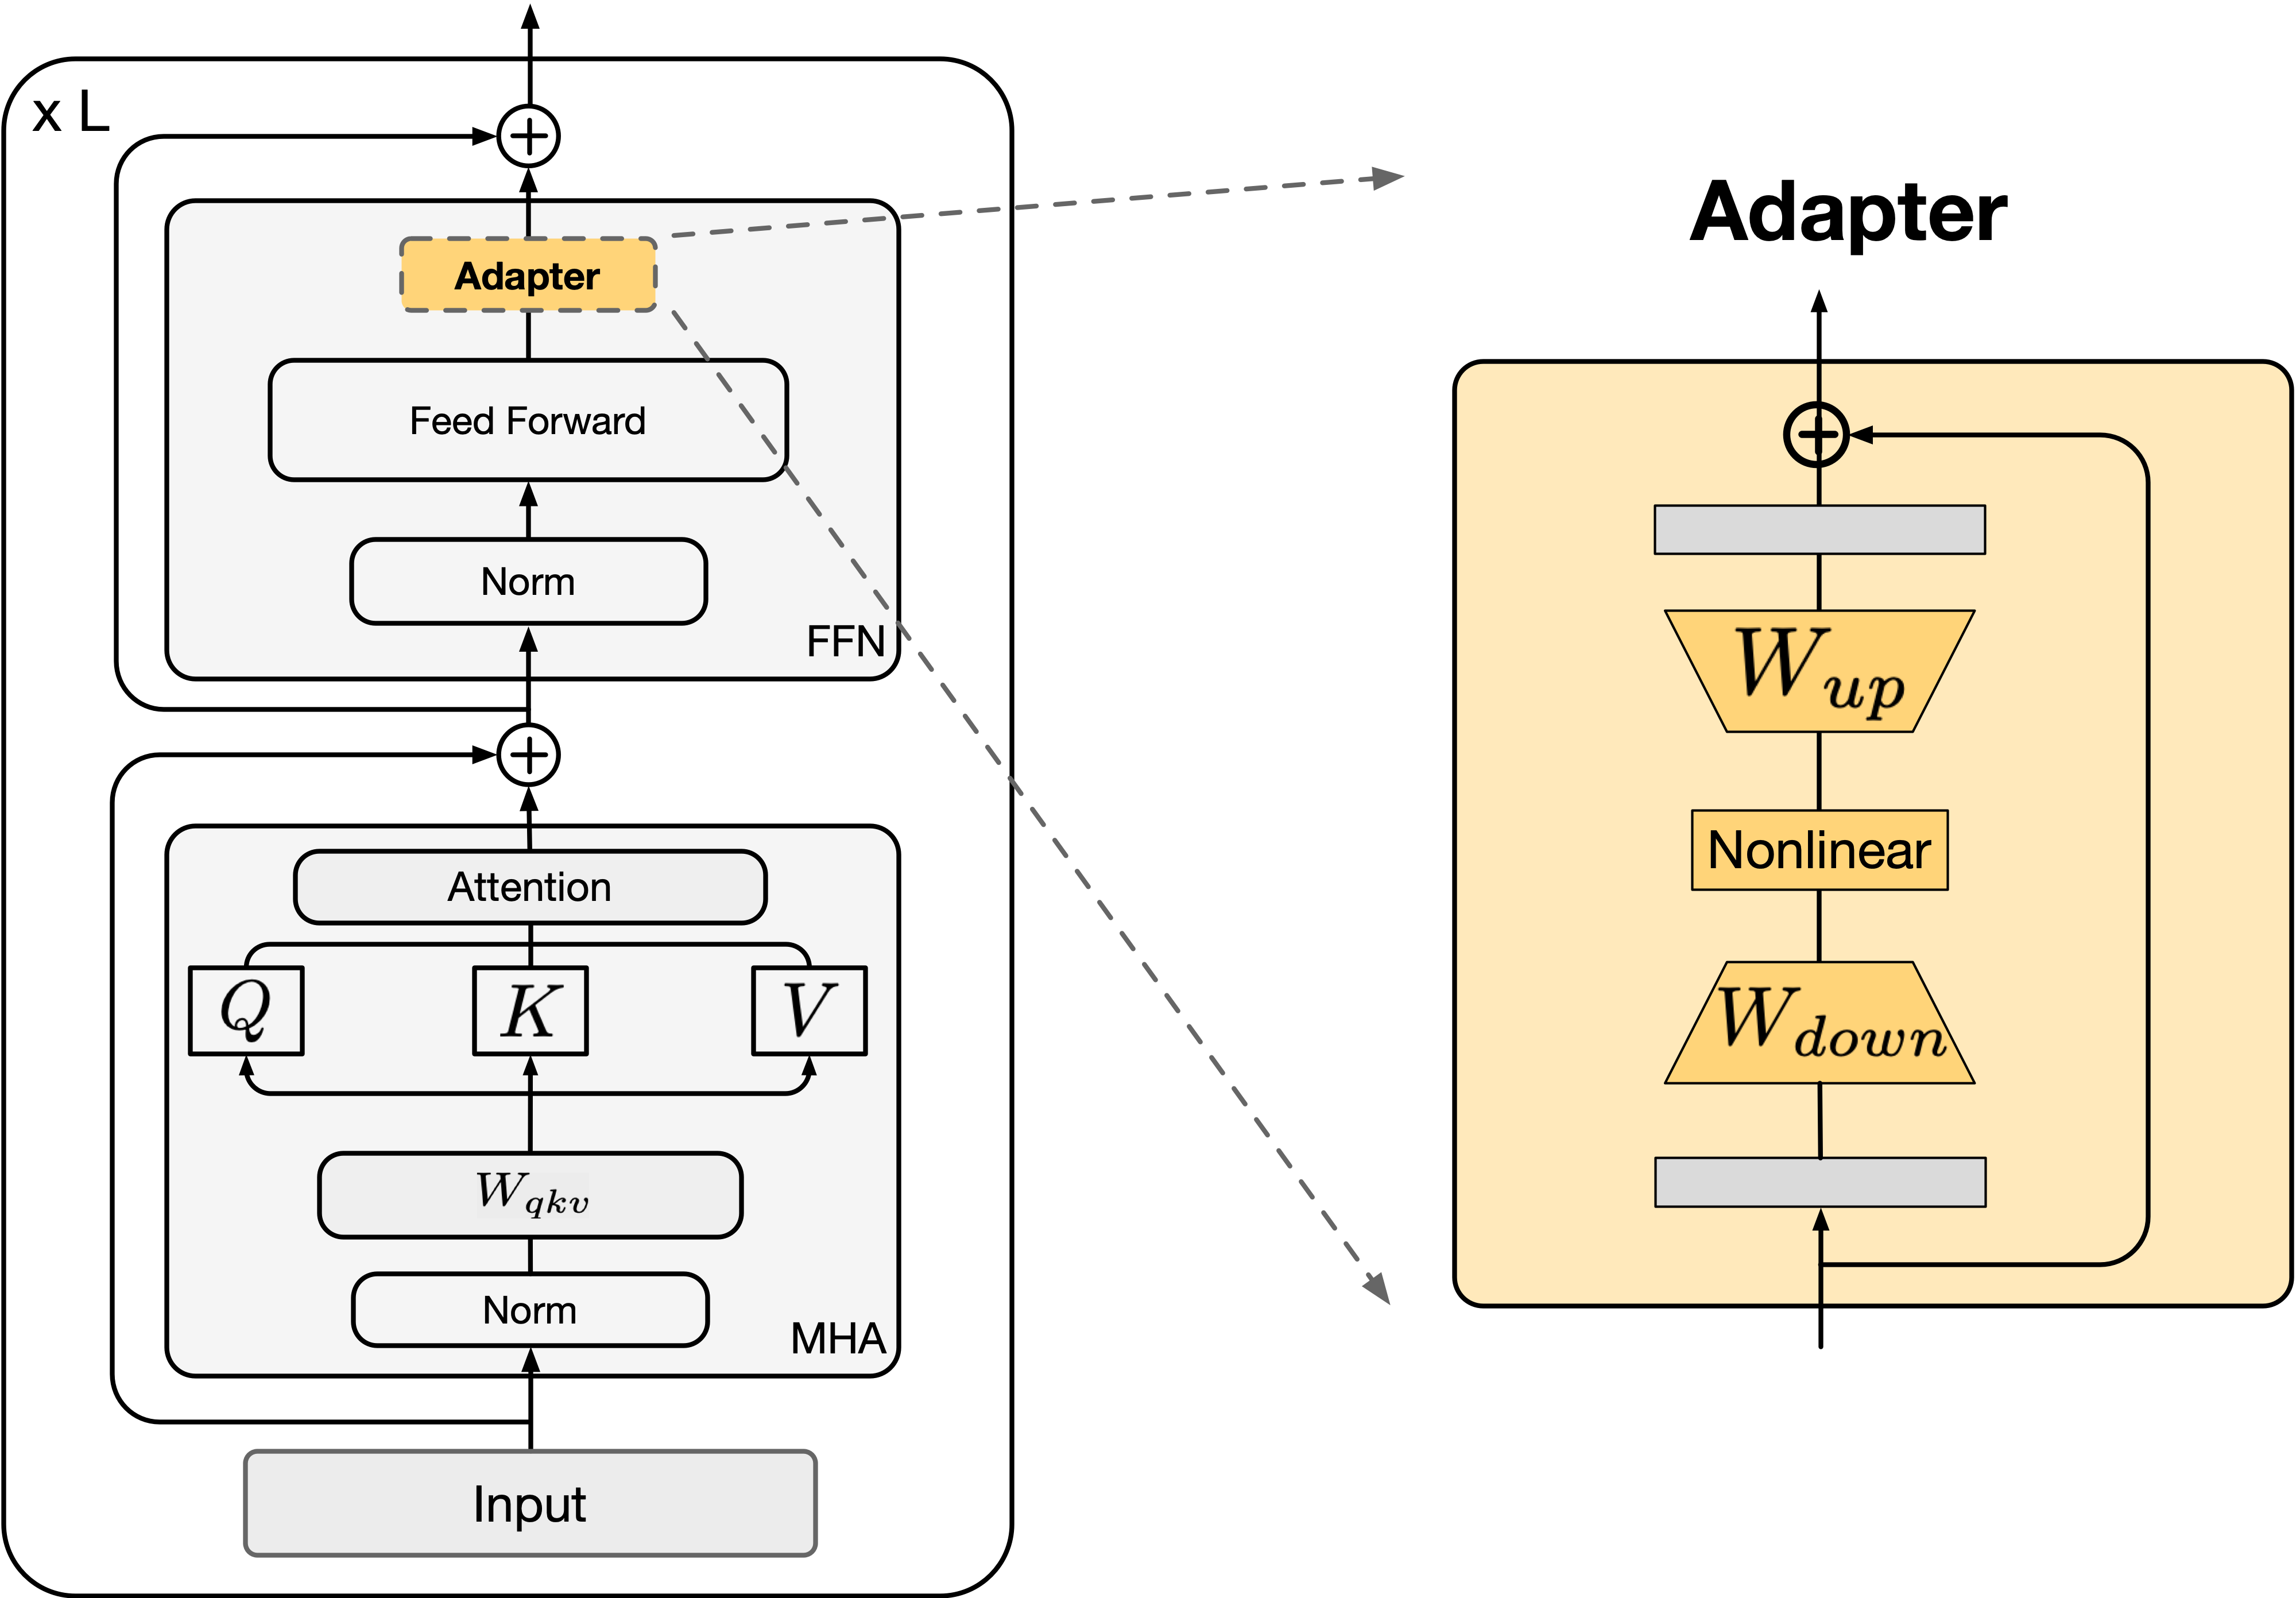 x L
Adapter
Feed Forward
Norm
FFN
Attention
Q K V
W_{qkv}
Norm
MHA
Input
Adapter
W_{up}
Nonlinear
W_{down}